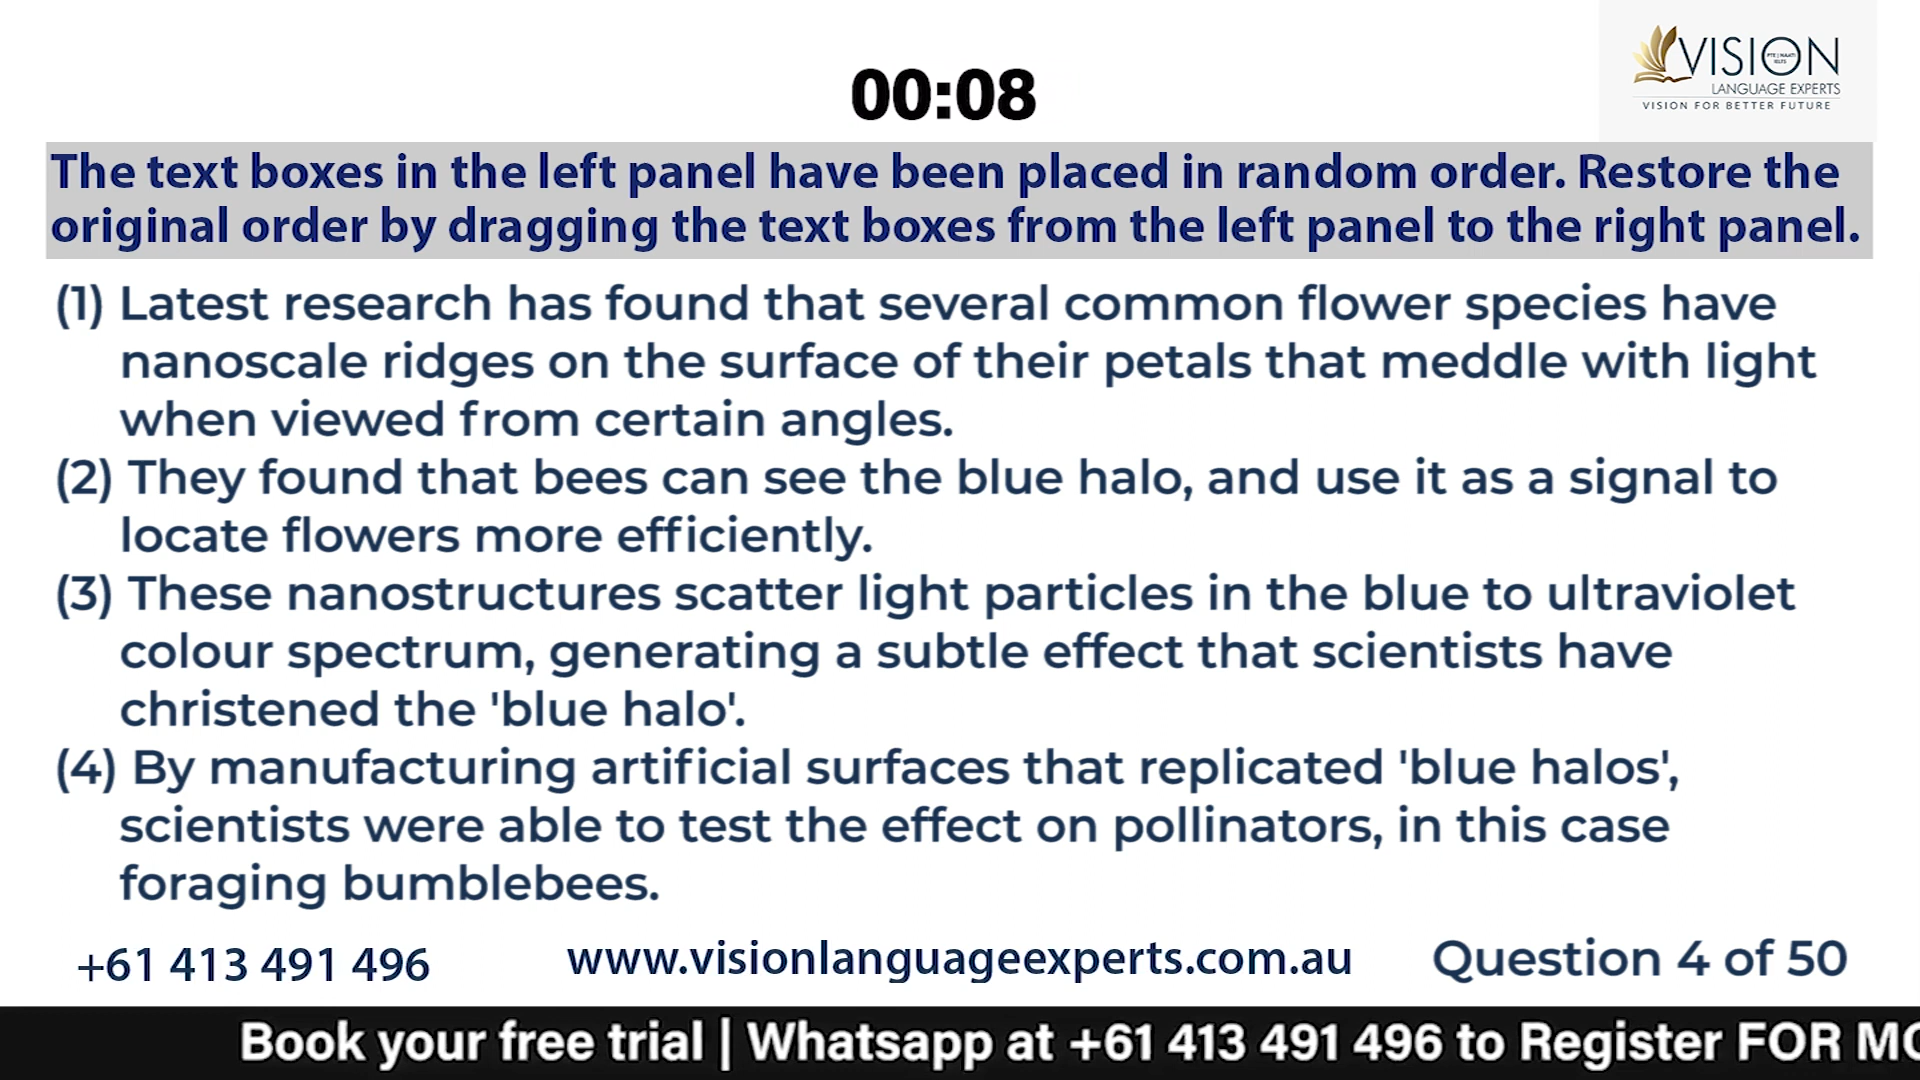 00:08
VISION
PTE | NAATI
IELTS
LANGUAGE EXPERTS
VISION FOR BETTER FUTURE
The text boxes in the left panel have been placed in random order. Restore the
original order by dragging the text boxes from the left panel to the right panel.
(1) Latest research has found that several common flower species have
nanoscale ridges on the surface of their petals that meddle with light
when viewed from certain angles.
(2) They found that bees can see the blue halo, and use it as a signal to
locate flowers more efficiently.
(3) These nanostructures scatter light particles in the blue to ultraviolet
colour spectrum, generating a subtle effect that scientists have
christened the 'blue halo'.
(4) By manufacturing artificial surfaces that replicated 'blue halos',
scientists were able to test the effect on pollinators, in this case
foraging bumblebees.
+61 413 491 496 www.visionlanguageexperts.com.au Question 4 of 50
Book your free trial | Whatsapp at +61 413 491 496 to Register FOR MO